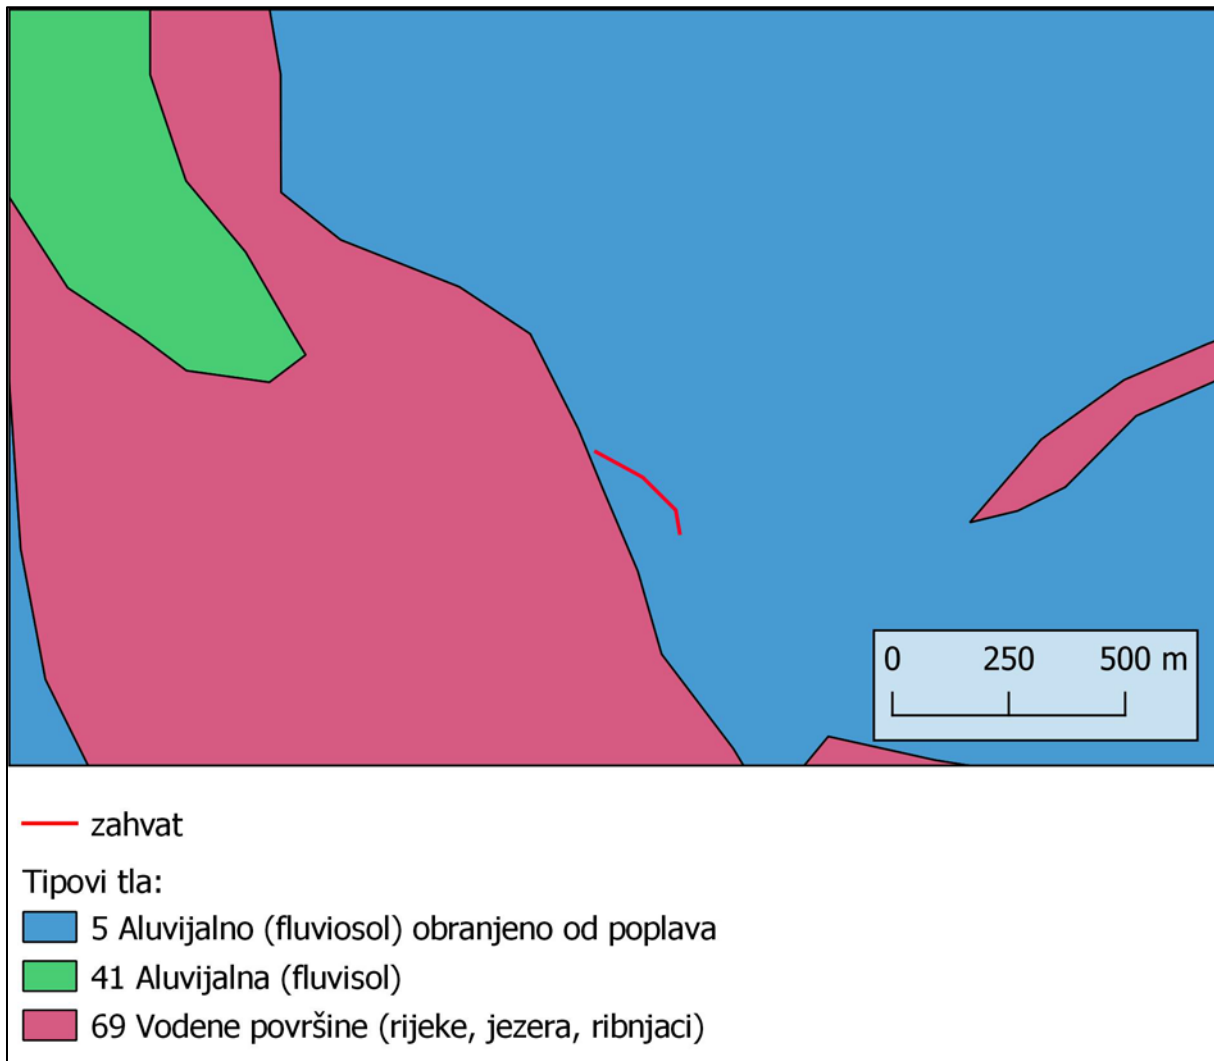 0 250 500 m
zahvat
Tipovi tla:
5 Aluvijalno (fluviosol) obranjeno od poplava
41 Aluvijalna (fluvisol)
69 Vodene površine (rijeke, jezera, ribnjaci)